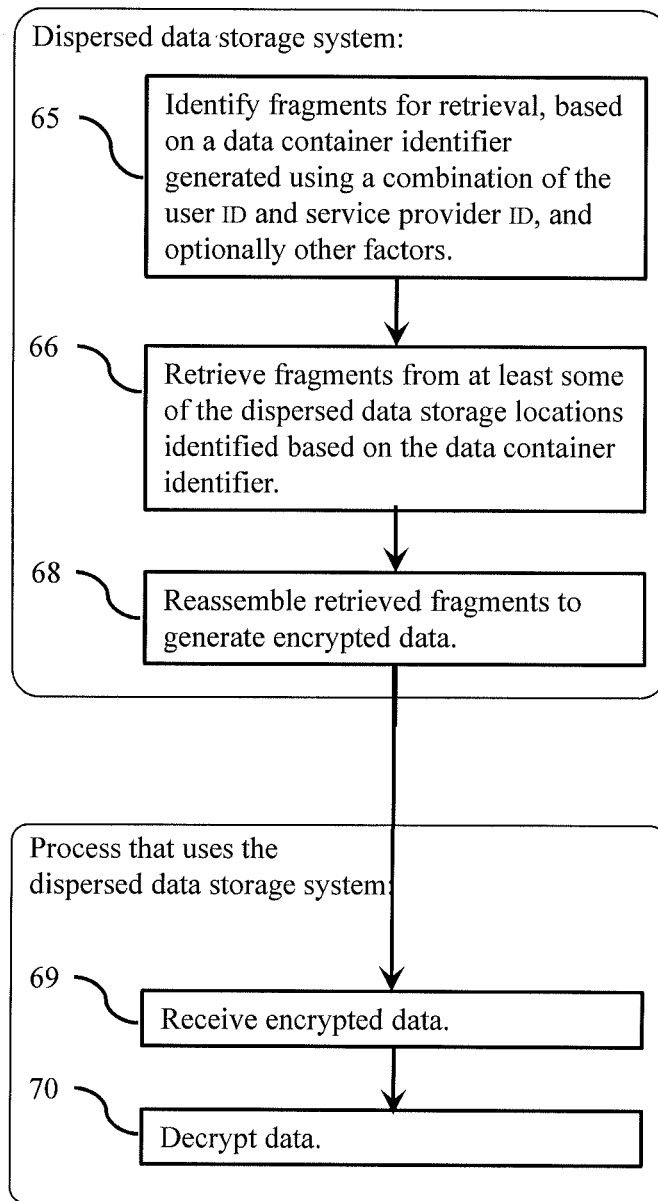 Dispersed data storage system:
65
Identify fragments for retrieval, based
on a data container identifier
generated using a combination of the
user ID and service provider ID, and
optionally other factors.
66
Retrieve fragments from at least some
of the dispersed data storage locations
identified based on the data container
identifier.
68
Reassemble retrieved fragments to
generate encrypted data.
Process that uses the
dispersed data storage system:
69
Receive encrypted data.
70
Decrypt data.